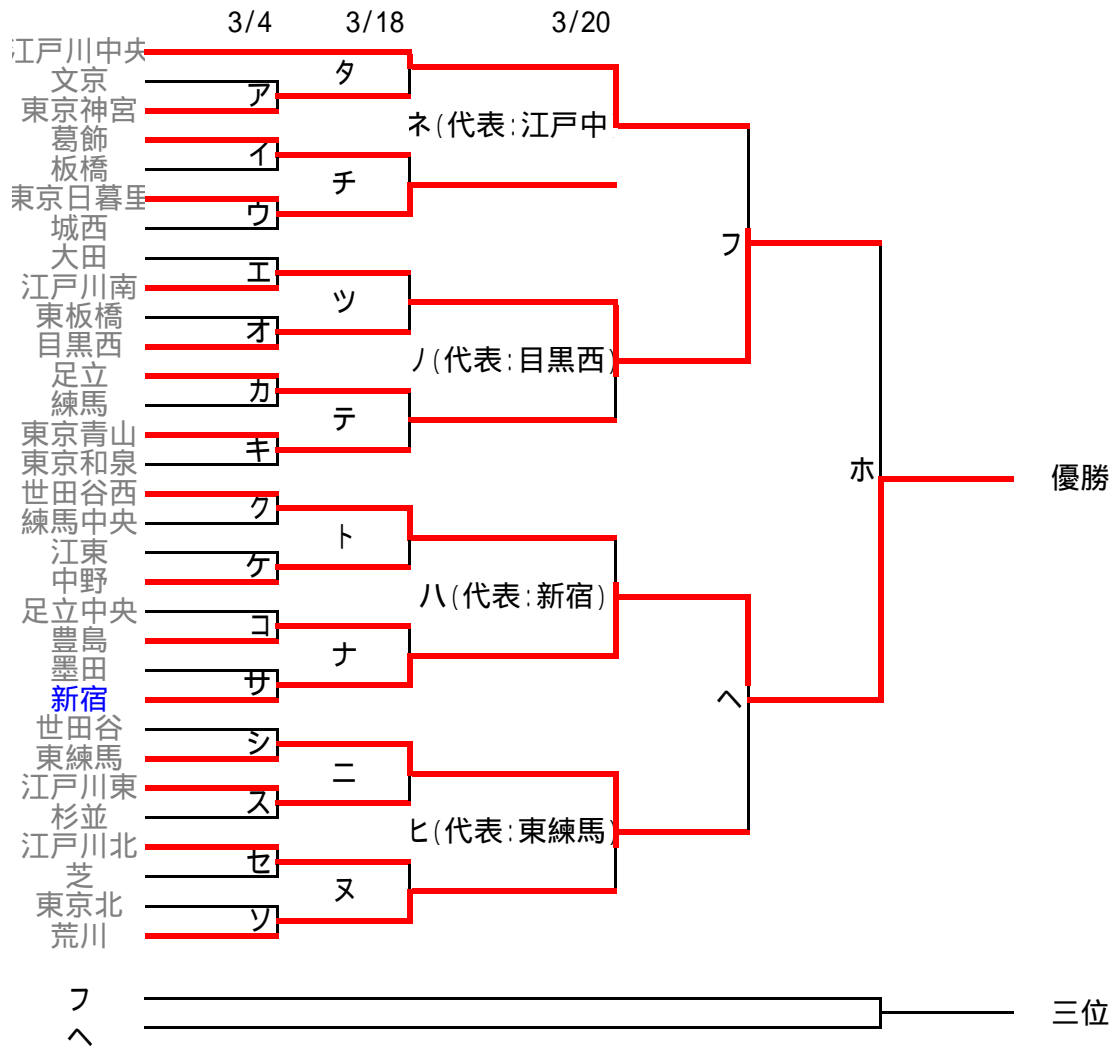 3/4 3/18 3/20
江戸川中央
文京
東京神宮
葛飾
板橋
東京日暮里
城西
大田
江戸川南
東板橋
目黒西
足立
練馬
東京青山
東京和泉
世田谷西
練馬中央
江東
中野
足立中央
豊島
墨田
新宿
世田谷
東練馬
江戸川東
杉並
江戸川北
芝
東京北
荒川
ア
イ
ウ
エ
オ
カ
キ
ク
ケ
コ
サ
シ
ス
セ
ソ
タ
チ
ツ
テ
ト
ナ
ニ
ヌ
ネ(代表:江戸中
ノ(代表:目黒西)
ハ(代表:新宿)
ヒ(代表:東練馬)
フ
ヘ
ホ
優勝
フ
ヘ
三位